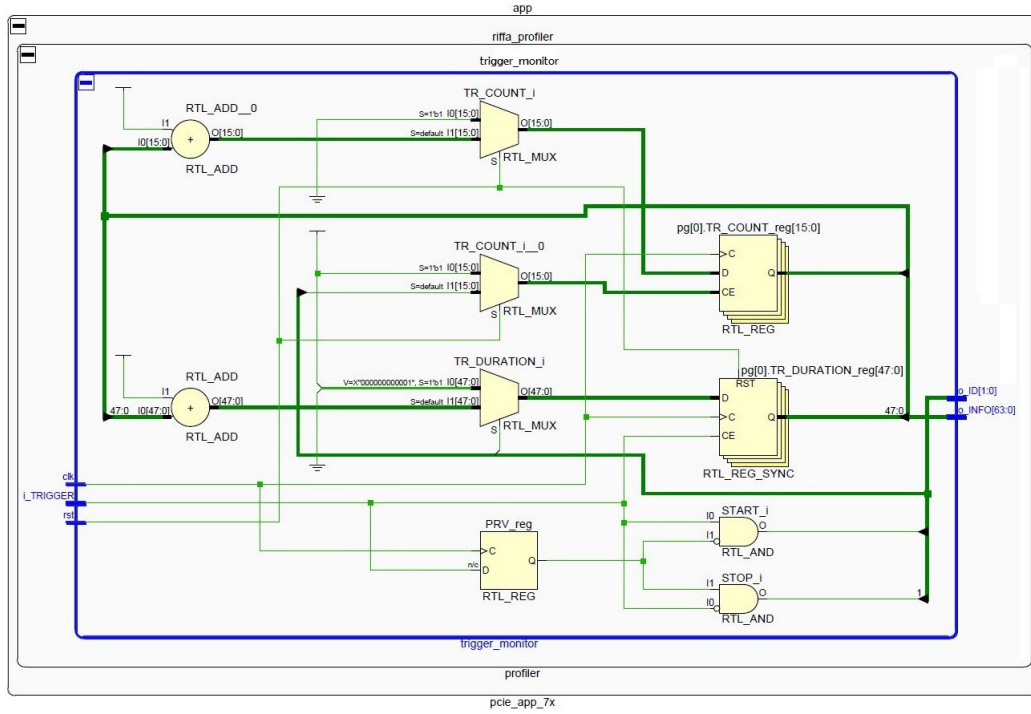 app
riffa_profiler
trigger_monitor
TR_COUNT_i
RTL_ADD__0
S=1'b1 I0[15:0]
O[15:0]
I1
O[15:0]
S=default I1[15:0]
I0[15:0]
+
S
RTL_MUX
RTL_ADD
pg[0].TR_COUNT_reg[15:0]
TR_COUNT_i__0
C
S=1'b1 I0[15:0]
O[15:0]
D
Q
S=default I1[15:0]
CE
S
RTL_MUX
RTL_REG
TR_DURATION_i
pg[0].TR_DURATION_reg[47:0]
RTL_ADD
RST
V=X"000000000001", S=1'b1 I0[47:0]
O[47:0]
D
o_ID[1:0]
I1
O[47:0]
S=default I1[47:0]
47:0
I0[47:0]
+
C
Q
47:0
o_INFO[63:0]
S
RTL_MUX
CE
RTL_ADD
RTL_REG_SYNC
clk
i_TRIGGER
rst
START_i
PRV_reg
I0
O
I1
C
RTL_AND
Q
n/c
D
STOP_i
I1
O
1
RTL_REG
I0
RTL_AND
trigger_monitor
profiler
pcie_app_7x